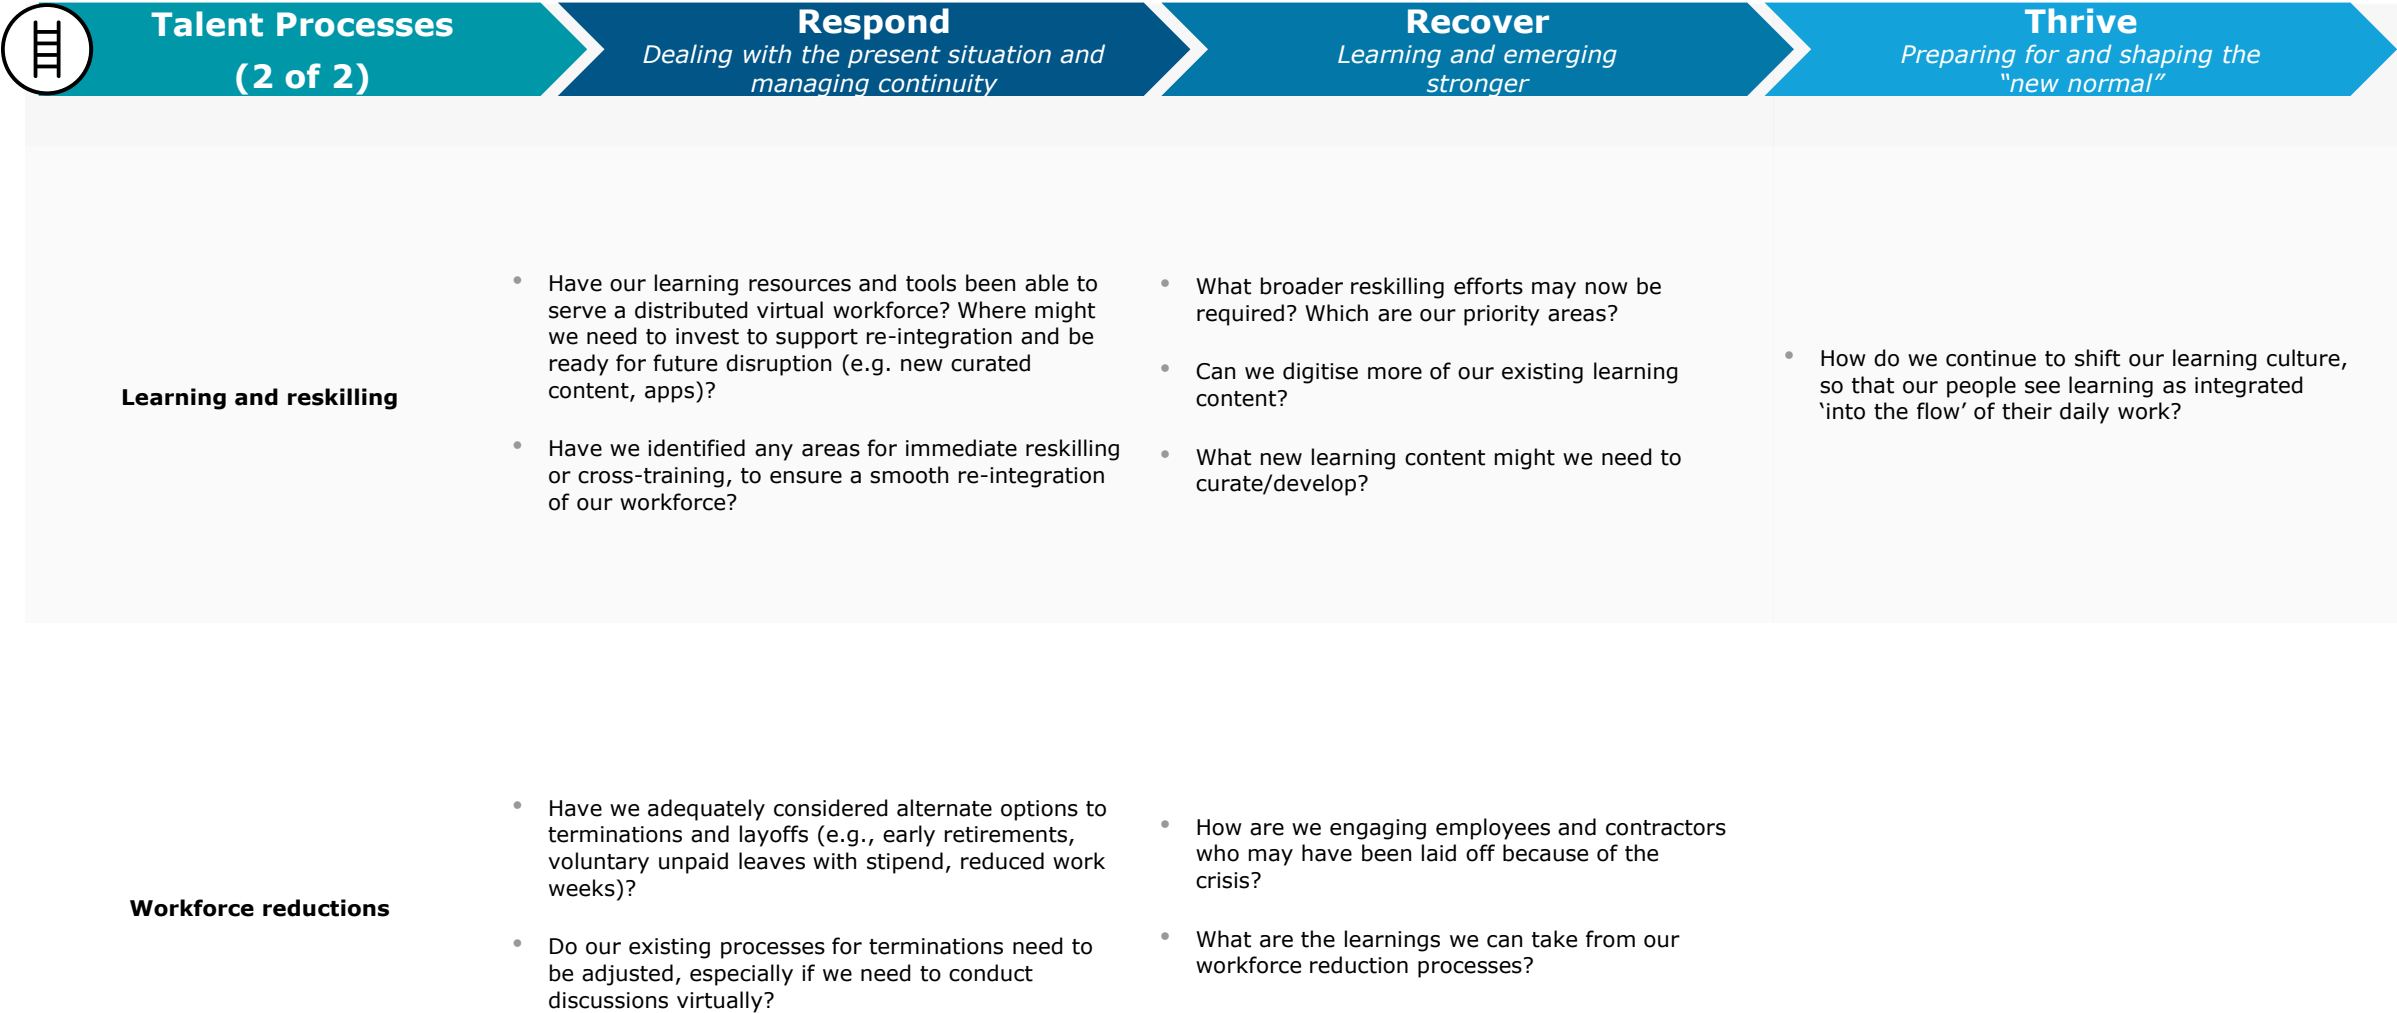 Talent Processes
(2 of 2)
Respond
Dealing with the present situation and
managing continuity
Recover
Learning and emerging
stronger
Thrive
Preparing for and shaping the
“new normal”
Learning and reskilling
• Have our learning resources and tools been able to
serve a distributed virtual workforce? Where might
we need to invest to support re-integration and be
ready for future disruption (e.g. new curated
content, apps)?
• Have we identified any areas for immediate reskilling
or cross-training, to ensure a smooth re-integration
of our workforce?
• What broader reskilling efforts may now be
required? Which are our priority areas?
• Can we digitise more of our existing learning
content?
• What new learning content might we need to
curate/develop?
• How do we continue to shift our learning culture,
so that our people see learning as integrated
‘into the flow’ of their daily work?
Workforce reductions
• Have we adequately considered alternate options to
terminations and layoffs (e.g., early retirements,
voluntary unpaid leaves with stipend, reduced work
weeks)?
• Do our existing processes for terminations need to
be adjusted, especially if we need to conduct
discussions virtually?
• How are we engaging employees and contractors
who may have been laid off because of the
crisis?
• What are the learnings we can take from our
workforce reduction processes?